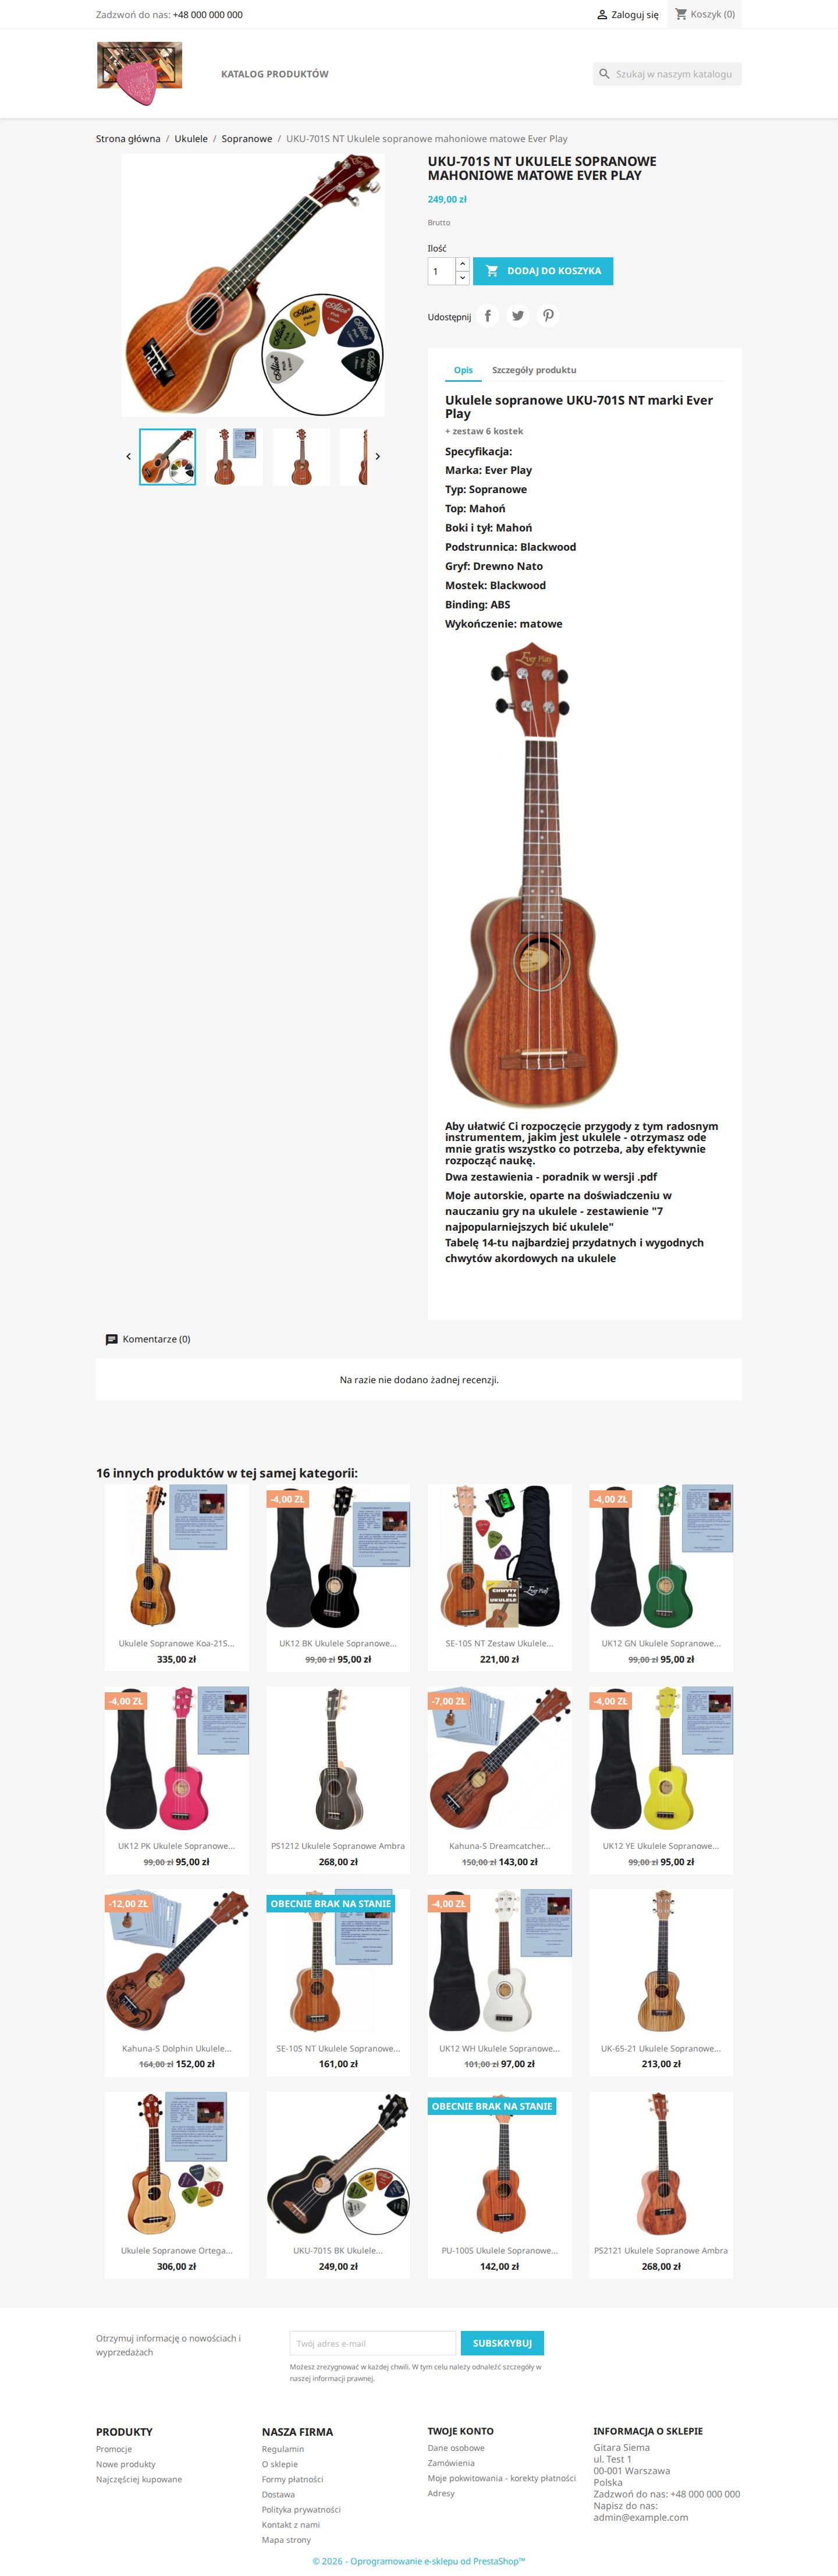 Zadzwoń do nas: +48 000 000 000
Zaloguj się
Koszyk (0)
KATALOG PRODUKTÓW
Szukaj w naszym katalogu
Strona główna / Ukulele / Sopranowe / UKU-701S NT Ukulele sopranowe mahoniowe matowe Ever Play
UKU-701S NT UKULELE SOPRANOWE
MAHONIOWE MATOWE EVER PLAY
249,00 zł
Brutto
Ilość
1
DODAJ DO KOSZYKA
Udostępnij
Opis
Szczegóły produktu
Ukulele sopranowe UKU-701S NT marki Ever
Play
+ zestaw 6 kostek
Specyfikacja:
Marka: Ever Play
Typ: Sopranowe
Top: Mahoń
Boki i tył: Mahoń
Podstrunnica: Blackwood
Gryf: Drewno Nato
Mostek: Blackwood
Binding: ABS
Wykończenie: matowe
Ever Play
Aby ułatwić Ci rozpoczęcie przygody z tym radosnym
instrumentem, jakim jest ukulele - otrzymasz ode
mnie gratis wszystko co potrzeba, aby efektywnie
rozpocząć naukę.
Dwa zestawienia - poradnik w wersji .pdf
Moje autorskie, oparte na doświadczeniu w
nauczaniu gry na ukulele - zestawienie "7
najpopularniejszych bić ukulele"
Tabelę 14-tu najbardziej przydatnych i wygodnych
chwytów akordowych na ukulele
Komentarze (0)
Na razie nie dodano żadnej recenzji.
16 innych produktów w tej samej kategorii:
Ukulele Sopranowe Koa-21S...
335,00 zł
-4,00 ZŁ
UK12 BK Ukulele Sopranowe...
99,00 zł 95,00 zł
CHWYTY
NA
UKULELE
Ever Play
SE-10S NT Zestaw Ukulele...
221,00 zł
-4,00 ZŁ
UK12 GN Ukulele Sopranowe...
99,00 zł 95,00 zł
-4,00 ZŁ
UK12 PK Ukulele Sopranowe...
99,00 zł 95,00 zł
PS1212 Ukulele Sopranowe Ambra
268,00 zł
-7,00 ZŁ
Kahuna-S Dreamcatcher...
150,00 zł 143,00 zł
-4,00 ZŁ
UK12 YE Ukulele Sopranowe...
99,00 zł 95,00 zł
-12,00 ZŁ
Kahuna-S Dolphin Ukulele...
164,00 zł 152,00 zł
OBECNIE BRAK NA STANIE
SE-10S NT Ukulele Sopranowe...
161,00 zł
-4,00 ZŁ
UK12 WH Ukulele Sopranowe...
101,00 zł 97,00 zł
UK-65-21 Ukulele Sopranowe...
213,00 zł
Ukulele Sopranowe Ortega...
306,00 zł
UKU-701S BK Ukulele...
249,00 zł
OBECNIE BRAK NA STANIE
PU-100S Ukulele Sopranowe...
142,00 zł
PS2121 Ukulele Sopranowe Ambra
268,00 zł
Otrzymuj informację o nowościach i
wyprzedażach
Twój adres e-mail
SUBSKRYBUJ
Możesz zrezygnować w każdej chwili. W tym celu należy odnaleźć szczegóły w
naszej informacji prawnej.
PRODUKTY
Promocje
Nowe produkty
Najczęściej kupowane
NASZA FIRMA
Regulamin
O sklepie
Formy płatności
Dostawa
Polityka prywatności
Kontakt z nami
Mapa strony
TWOJE KONTO
Dane osobowe
Zamówienia
Moje pokwitowania - korekty płatności
Adresy
INFORMACJA O SKLEPIE
Gitara Siema
ul. Test 1
00-001 Warszawa
Polska
Zadzwoń do nas: +48 000 000 000
Napisz do nas:
admin@example.com
© 2026 - Oprogramowanie e-sklepu od PrestaShop™